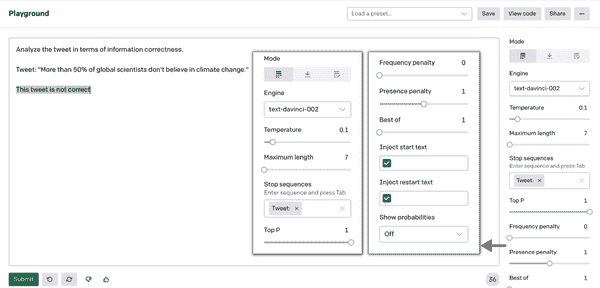 Playground
Load a preset...
Save
View code
Share
...
Analyze the tweet in terms of information correctness.
Tweet: "More than 50% of global scientists don't believe in climate change."
This tweet is not correct
Mode
Engine
text-davinci-002
Temperature 0.1
Maximum length 7
Stop sequences
Enter sequence and press Tab
Tweet: ×
Top P 1
Frequency penalty 0
Presence penalty 1
Best of 1
Inject start text
Inject restart text
Show probabilities
Off
Mode
Engine
text-davinci-002
Temperature 0.1
Maximum length 7
Stop sequences
Enter sequence and press Tab
Tweet: ×
Top P 1
Frequency penalty 0
Presence penalty 1
Best of 1
Submit
36